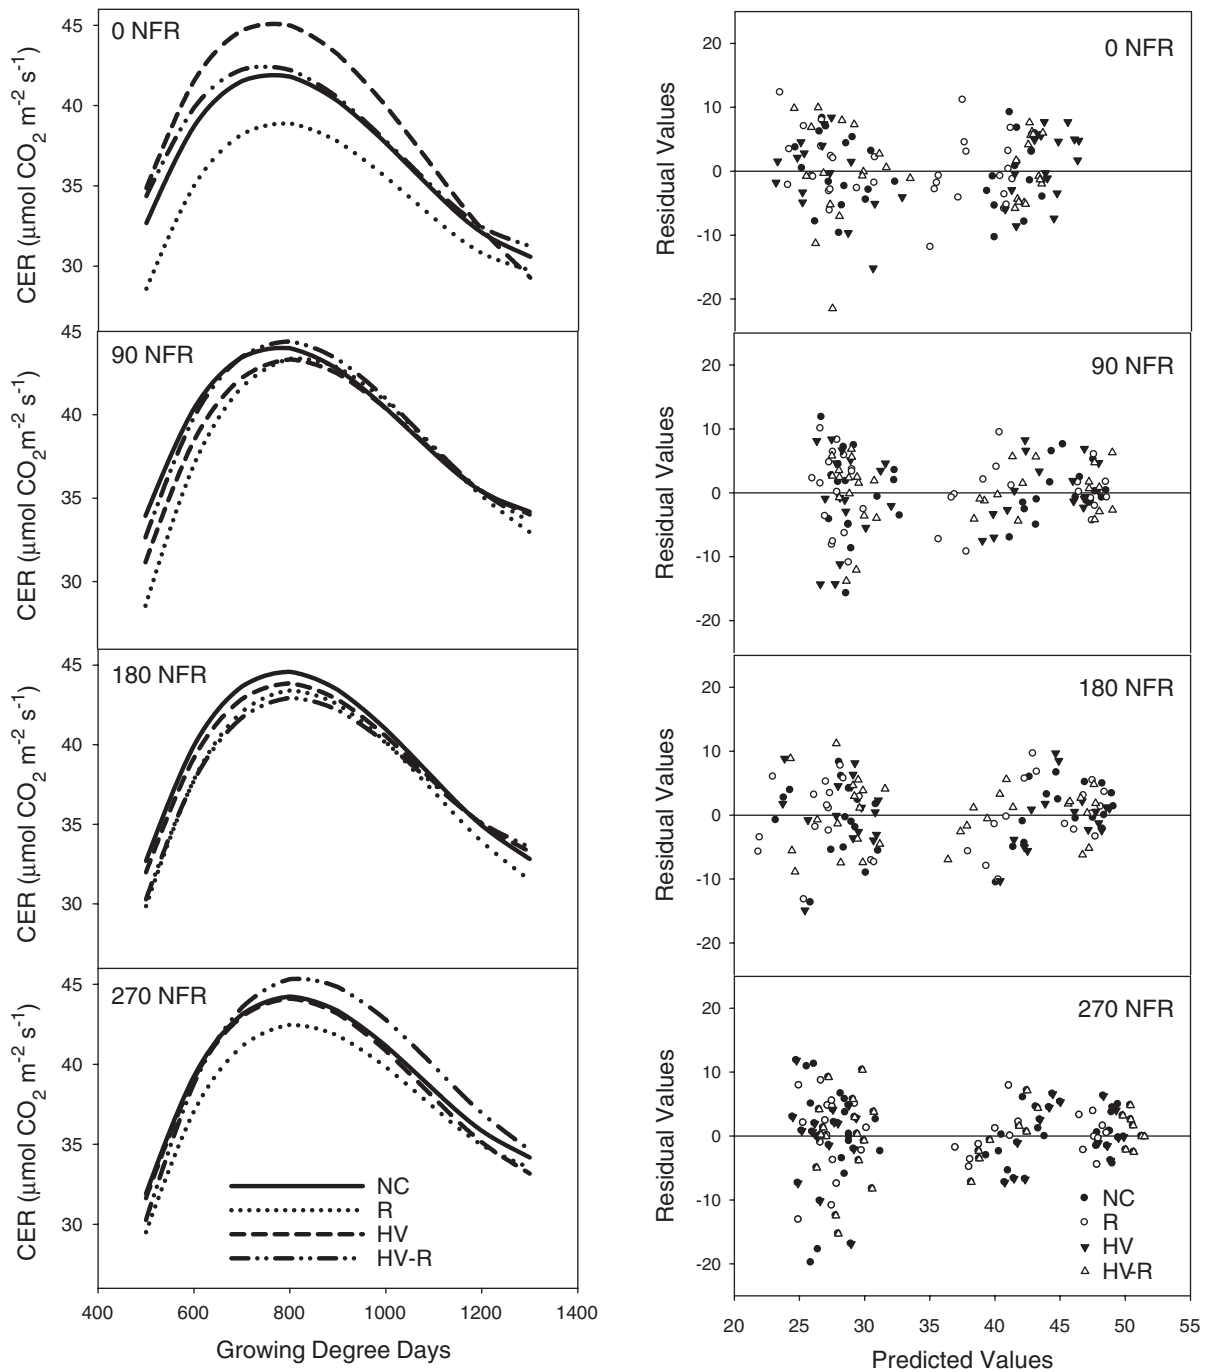 0 NFR
45
40
35
30
CER (µmol CO2 m-2 s-1)
90 NFR
45
40
35
30
CER (µmol CO2m-2 s-1)
180 NFR
45
40
35
30
CER (µmol CO2 m-2 s-1)
270 NFR
45
40
35
30
CER (µmol CO2 m-2 s-1)
NC
R
HV
HV-R
400 600 800 1000 1200 1400
Growing Degree Days
0 NFR
20
10
0
-10
-20
Residual Values
90 NFR
20
10
0
-10
-20
Residual Values
180 NFR
20
10
0
-10
-20
Residual Values
270 NFR
20
10
0
-10
-20
Residual Values
NC
R
HV
HV-R
20 25 30 35 40 45 50 55
Predicted Values